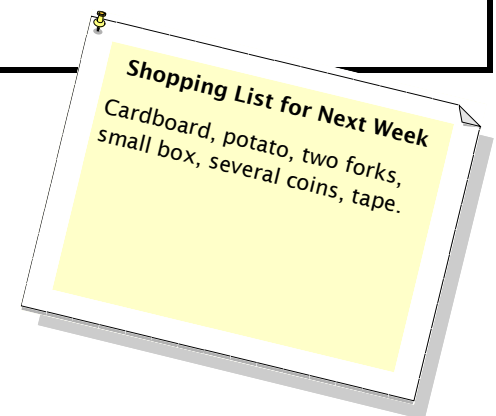 Shopping List for Next Week
Cardboard, potato, two forks,
small box, several coins, tape.